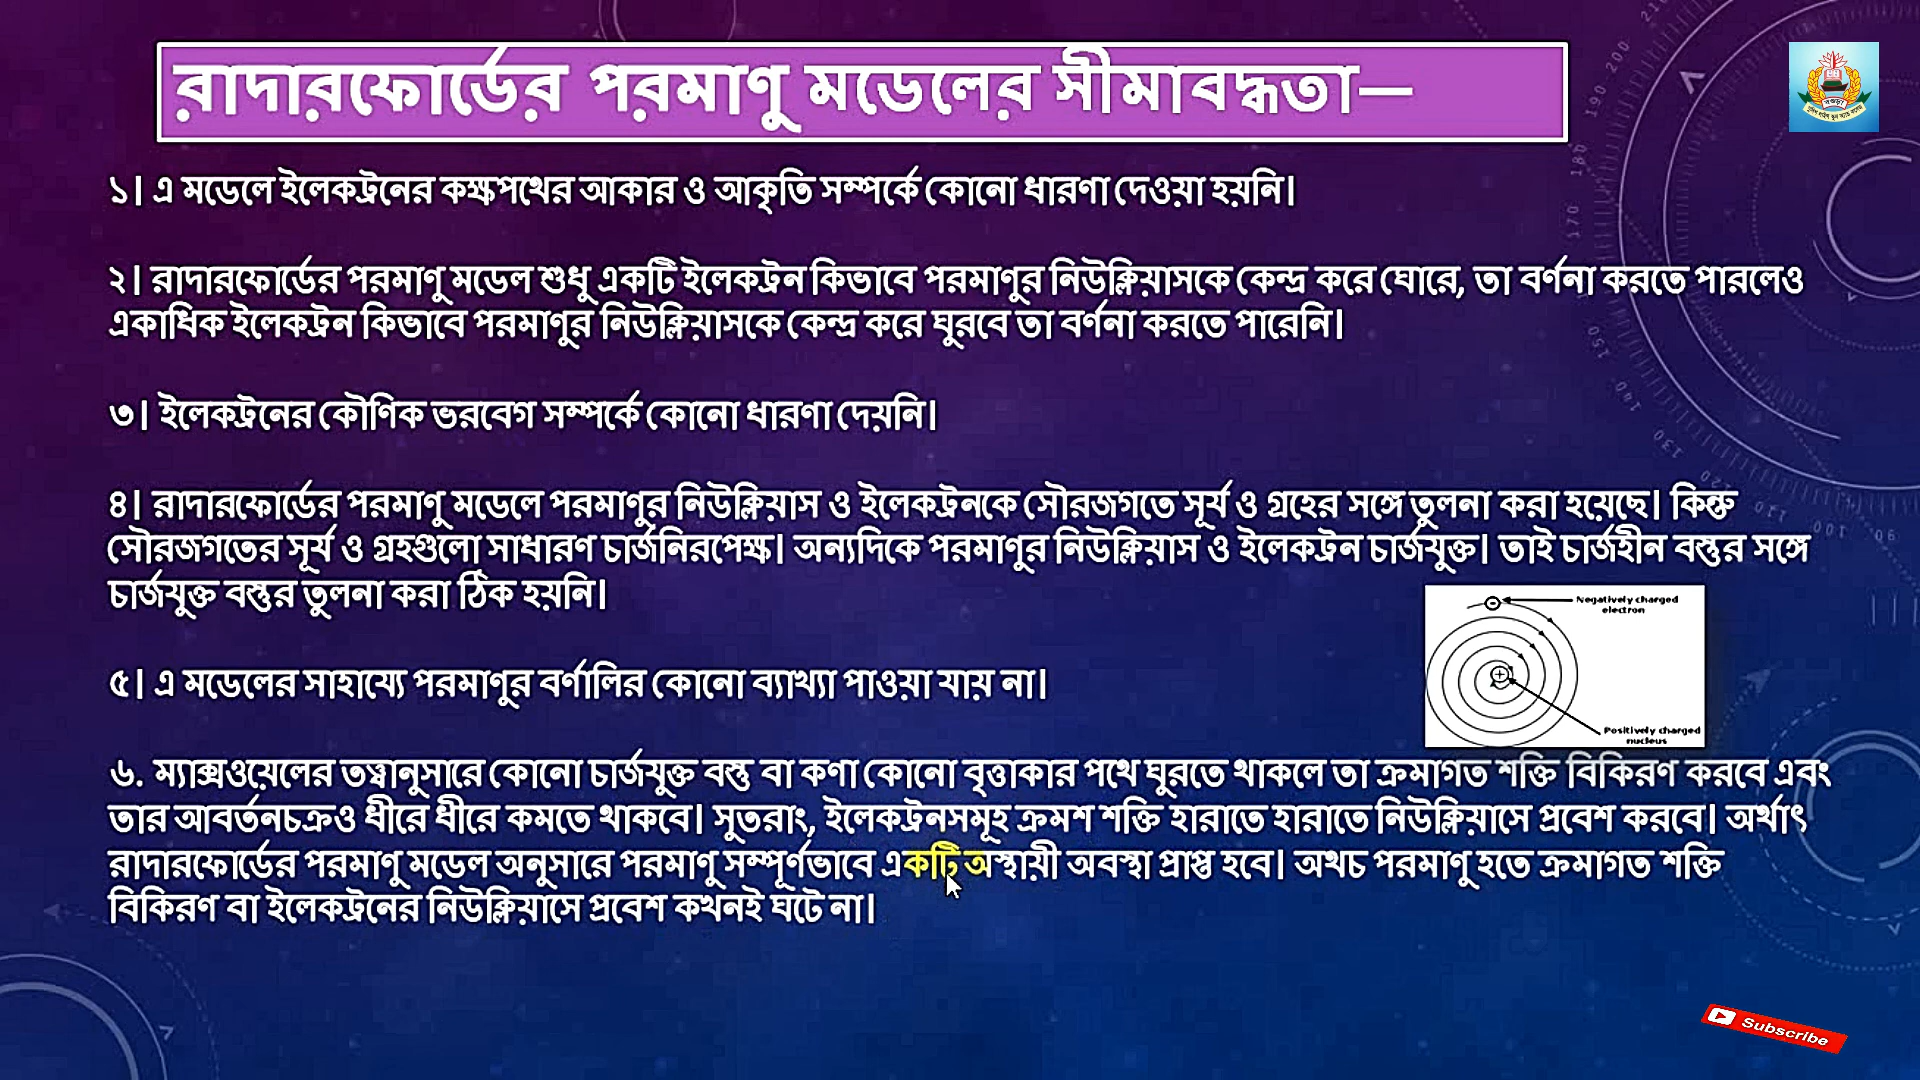 রাদারফোর্ডের পরমাণু মডেলের সীমাবদ্ধতা—
১। এ মডেলে ইলেকট্রনের কক্ষপথের আকার ও আকৃতি সম্পর্কে কোনো ধারণা দেওয়া হয়নি।
২। রাদারফোর্ডের পরমাণু মডেল শুধু একটি ইলেকট্রন কিভাবে পরমাণুর নিউক্লিয়াসকে কেন্দ্র করে ঘোরে, তা বর্ণনা করতে পারলেও
একাধিক ইলেকট্রন কিভাবে পরমাণুর নিউক্লিয়াসকে কেন্দ্র করে ঘুরবে তা বর্ণনা করতে পারেনি।
৩। ইলেকট্রনের কৌণিক ভরবেগ সম্পর্কে কোনো ধারণা দেয়নি।
৪। রাদারফোর্ডের পরমাণু মডেলে পরমাণুর নিউক্লিয়াস ও ইলেকট্রনকে সৌরজগতে সূর্য ও গ্রহের সঙ্গে তুলনা করা হয়েছে। কিন্তু
সৌরজগতের সূর্য ও গ্রহগুলো সাধারণ চার্জনিরপেক্ষ। অন্যদিকে পরমাণুর নিউক্লিয়াস ও ইলেকট্রন চার্জযুক্ত। তাই চার্জহীন বস্তুর সঙ্গে
চার্জযুক্ত বস্তুর তুলনা করা ঠিক হয়নি।
Negatively charged
electron
৫। এ মডেলের সাহায্যে পরমাণুর বর্ণালির কোনো ব্যাখ্যা পাওয়া যায় না।
Positively charged
nucleus
৬. ম্যাক্সওয়েলের তত্ত্বানুসারে কোনো চার্জযুক্ত বস্তু বা কণা কোনো বৃত্তাকার পথে ঘুরতে থাকলে তা ক্রমাগত শক্তি বিকিরণ করবে এবং
তার আবর্তনচক্রও ধীরে ধীরে কমতে থাকবে। সুতরাং, ইলেকট্রনসমূহ ক্রমশ শক্তি হারাতে হারাতে নিউক্লিয়াসে প্রবেশ করবে। অর্থাৎ
রাদারফোর্ডের পরমাণু মডেল অনুসারে পরমাণু সম্পূর্ণভাবে একটি অস্থায়ী অবস্থা প্রাপ্ত হবে। অথচ পরমাণু হতে ক্রমাগত শক্তি
বিকিরণ বা ইলেকট্রনের নিউক্লিয়াসে প্রবেশ কখনই ঘটে না।
Subscribe